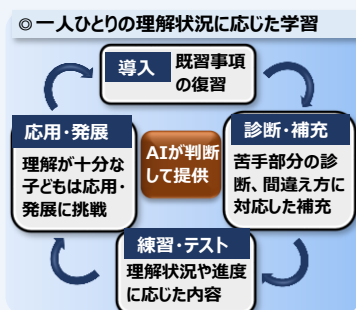 ◎一人ひとりの理解状況に応じた学習
導入
既習事項
の復習
診断・補充
苦手部分の診
断、間違え方に
対応した補充
練習・テスト
理解状況や進度
に応じた内容
応用・発展
理解が十分な
子どもは応用・
発展に挑戦
AIが判断
して提供